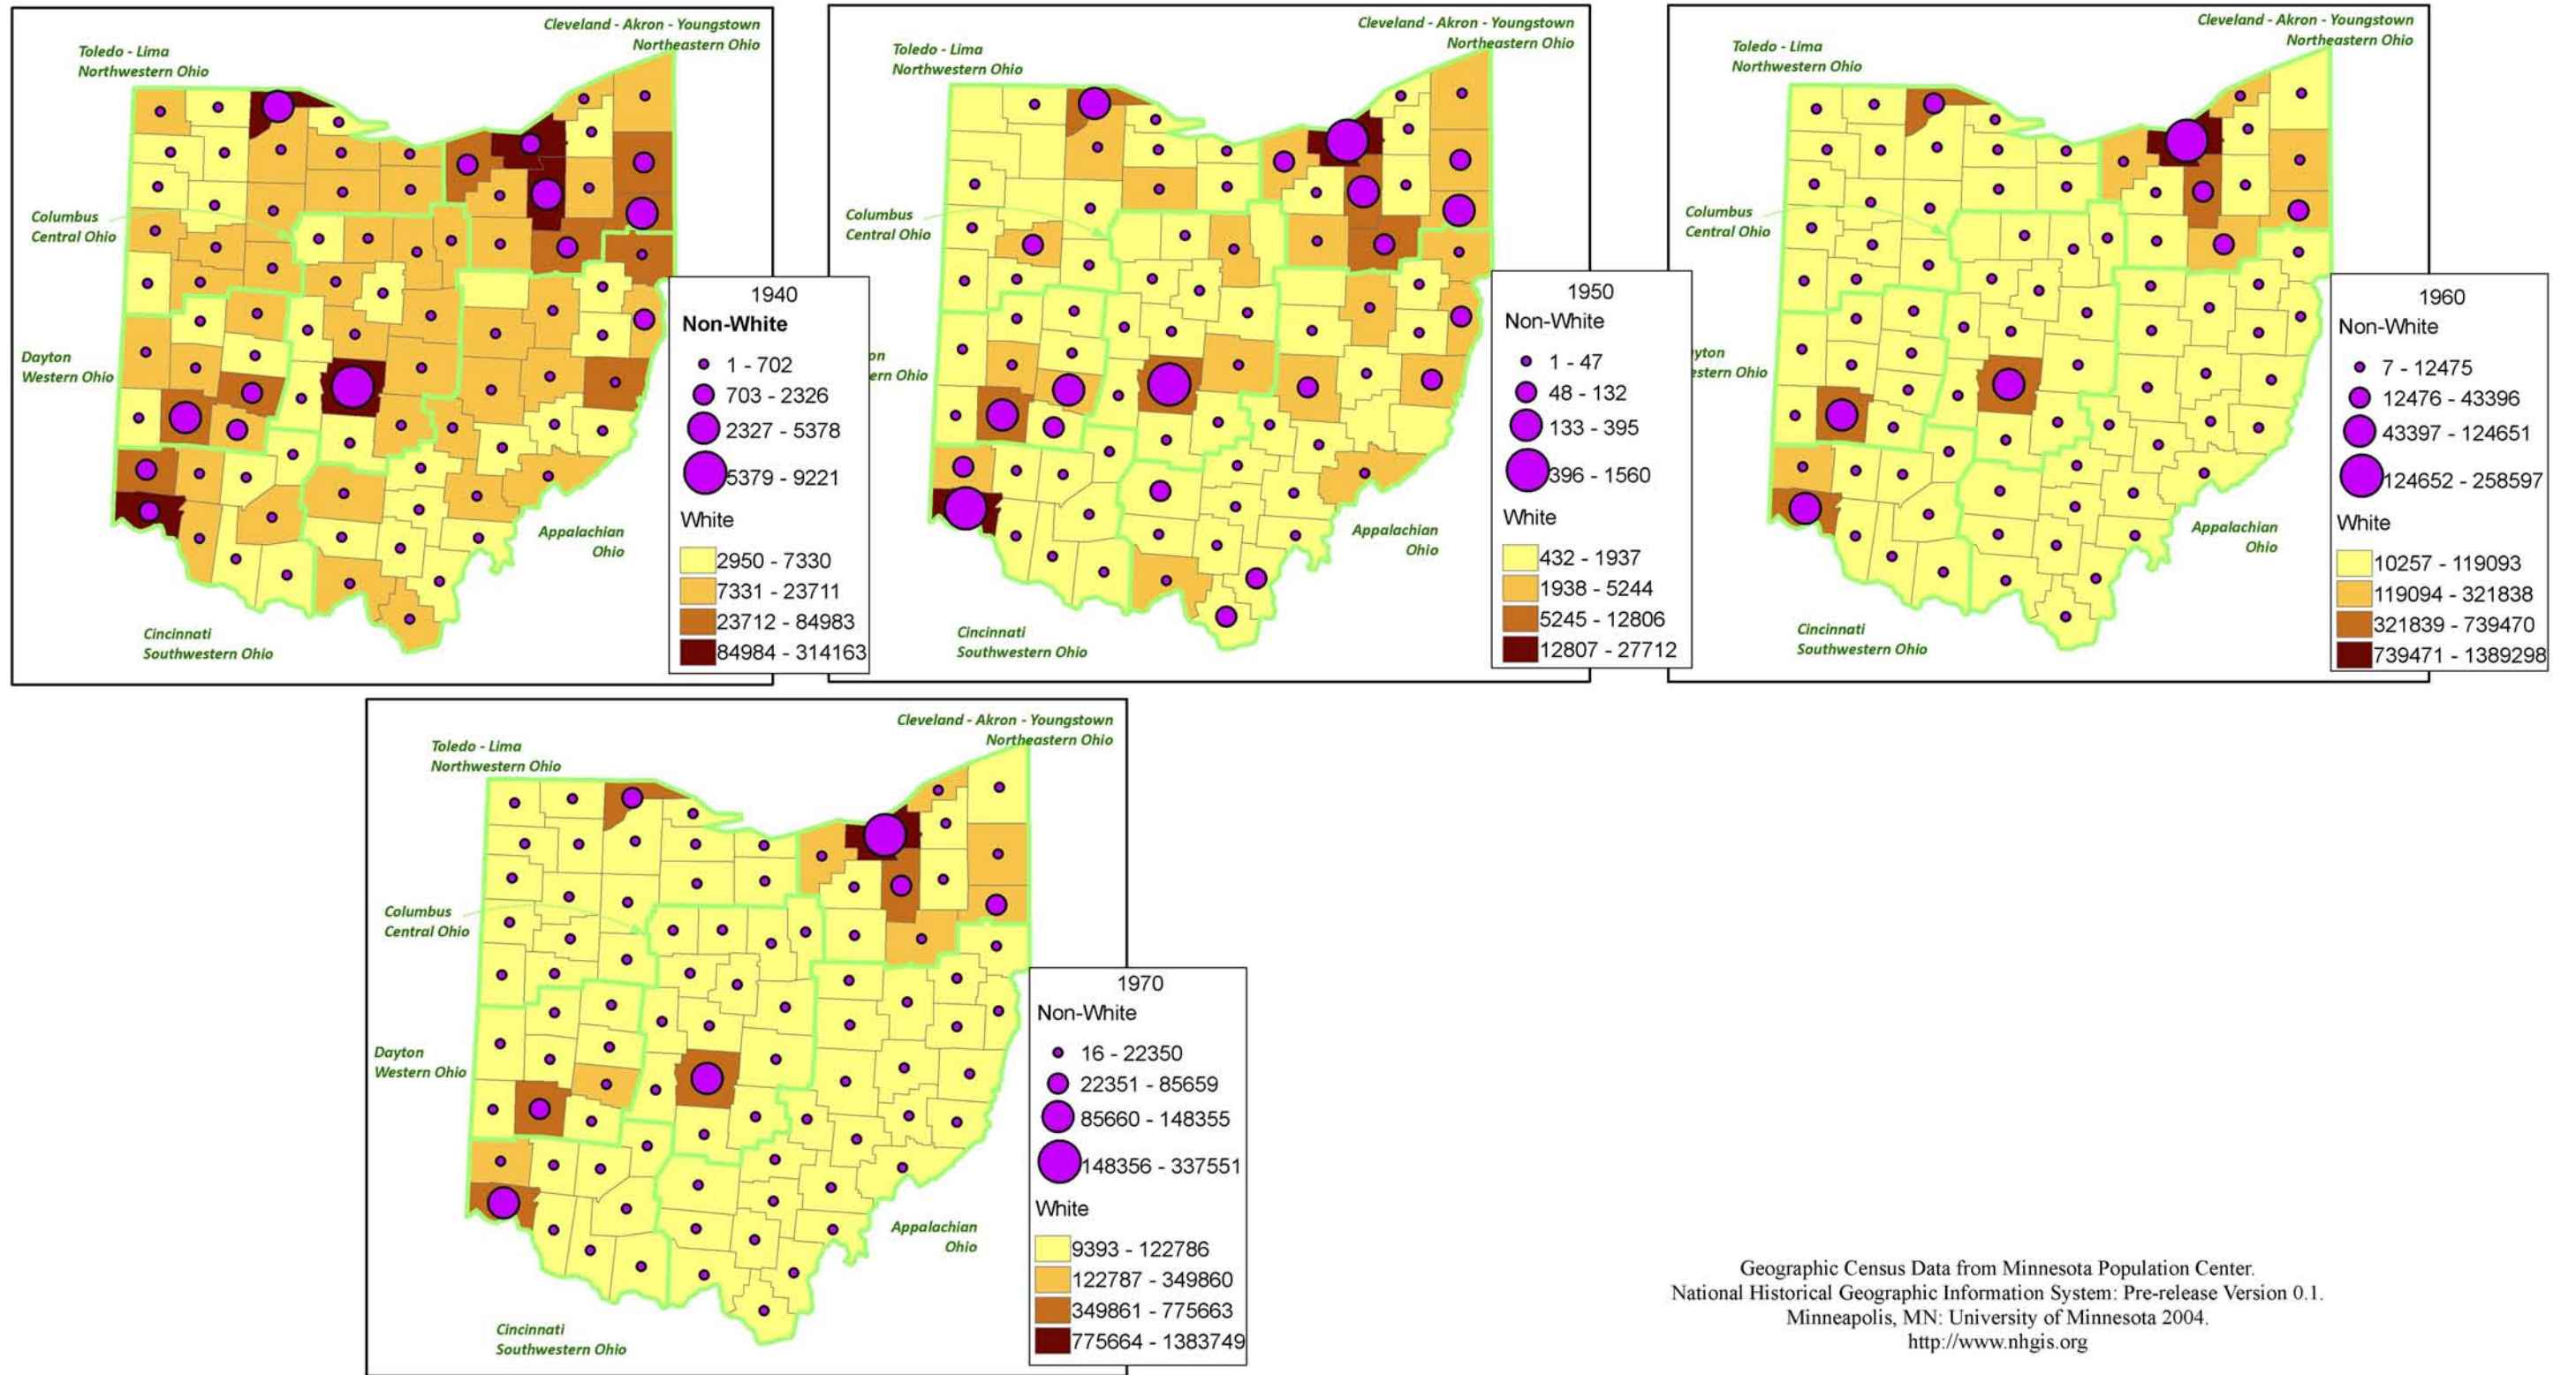 Cleveland - Akron - Youngstown
Northeastern Ohio
Toledo - Lima
Northwestern Ohio
Columbus
Central Ohio
Dayton
Western Ohio
Appalachian
Ohio
Cincinnati
Southwestern Ohio
1940
Non-White
1 - 702
703 - 2326
2327 - 5378
5379 - 9221
White
2950 - 7330
7331 - 23711
23712 - 84983
84984 - 314163
Cleveland - Akron - Youngstown
Northeastern Ohio
Toledo - Lima
Northwestern Ohio
Columbus
Central Ohio
on
ern Ohio
Appalachian
Ohio
Cincinnati
Southwestern Ohio
1950
Non-White
1 - 47
48 - 132
133 - 395
396 - 1560
White
432 - 1937
1938 - 5244
5245 - 12806
12807 - 27712
Cleveland - Akron - Youngstown
Northeastern Ohio
Toledo - Lima
Northwestern Ohio
Columbus
Central Ohio
yton
estern Ohio
Appalachian
Ohio
Cincinnati
Southwestern Ohio
1960
Non-White
7 - 12475
12476 - 43396
43397 - 124651
124652 - 258597
White
10257 - 119093
119094 - 321838
321839 - 739470
739471 - 1389298
Cleveland - Akron - Youngstown
Northeastern Ohio
Toledo - Lima
Northwestern Ohio
Columbus
Central Ohio
Dayton
Western Ohio
Appalachian
Ohio
Cincinnati
Southwestern Ohio
1970
Non-White
16 - 22350
22351 - 85659
85660 - 148355
148356 - 337551
White
9393 - 122786
122787 - 349860
349861 - 775663
775664 - 1383749
Geographic Census Data from Minnesota Population Center.
National Historical Geographic Information System: Pre-release Version 0.1.
Minneapolis, MN: University of Minnesota 2004.
http://www.nhgis.org